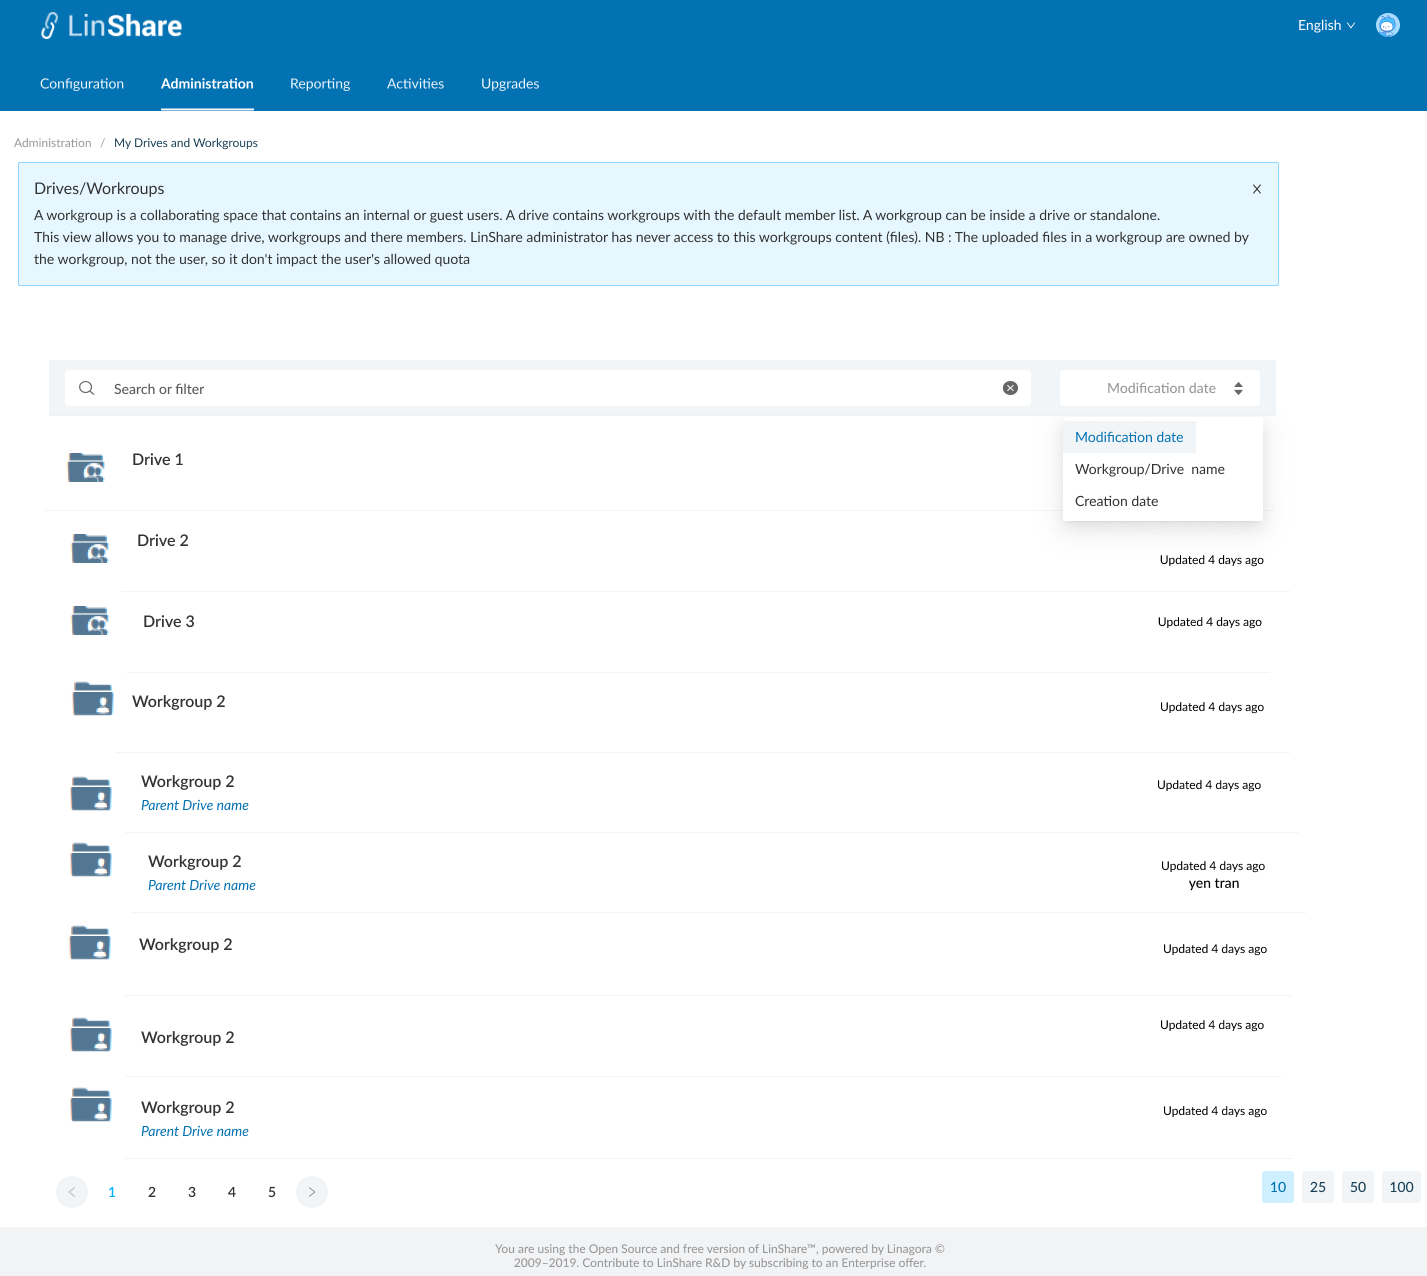 LinShare
English
Configuration Administration Reporting Activities Upgrades
Administration / My Drives and Workgroups
Drives/Workroups
A workgroup is a collaborating space that contains an internal or guest users. A drive contains workgroups with the default member list. A workgroup can be inside a drive or standalone.
This view allows you to manage drive, workgroups and there members. LinShare administrator has never access to this workgroups content (files). NB : The uploaded files in a workgroup are owned by
the workgroup, not the user, so it don't impact the user's allowed quota
Search or filter
Modification date
Modification date
Workgroup/Drive name
Creation date
Drive 1
Drive 2
Updated 4 days ago
Drive 3
Updated 4 days ago
Workgroup 2
Updated 4 days ago
Workgroup 2
Parent Drive name
Updated 4 days ago
Workgroup 2
Parent Drive name
Updated 4 days ago
yen tran
Workgroup 2
Updated 4 days ago
Workgroup 2
Updated 4 days ago
Workgroup 2
Parent Drive name
Updated 4 days ago
< 1 2 3 4 5 >
10 25 50 100
You are using the Open Source and free version of LinShare™, powered by Linagora ©
2009–2019. Contribute to LinShare R&D by subscribing to an Enterprise offer.